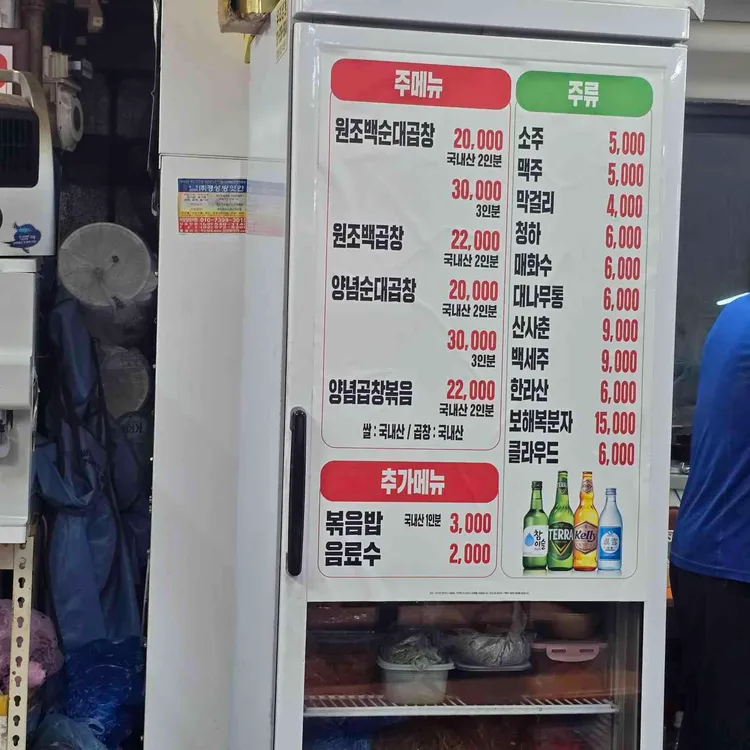 주메뉴
원조백순대곱창 20,000
국내산 2인분
30,000
3인분
원조백곱창 22,000
국내산 2인분
양념순대곱창 20,000
국내산 2인분
30,000
3인분
양념곱창볶음 22,000
국내산 2인분
쌀 : 국내산 / 곱창 : 국내산
추가메뉴
볶음밥 국내산 1인분 3,000
음료수 2,000
주류
소주 5,000
맥주 5,000
막걸리 4,000
청하 6,000
매화수 6,000
대나무통 6,000
산사춘 9,000
백세주 9,000
한라산 6,000
보해복분자 15,000
클라우드 6,000
참이슬
TERRA
Kelly